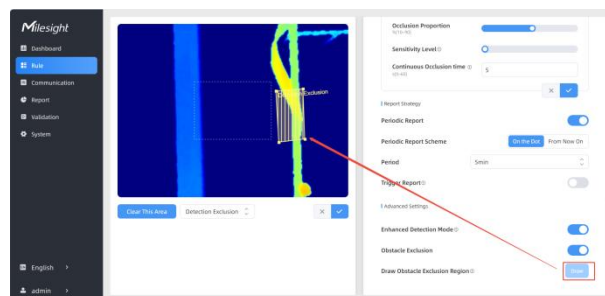 Milesight
Dashboard
Rule
Communication
Report
Validation
System
English
admin
Detection Exclusion
Clear This Area
Detection Exclusion
Occlusion Proportion
Sensitivity Level
Continuous Occlusion time
5
Report Strategy
Periodic Report
Periodic Report Scheme
On the Dot
From Now On
Period
5min
Trigger Report
Advanced Settings
Enhanced Detection Mode
Obstacle Exclusion
Draw Obstacle Exclusion Region
Draw